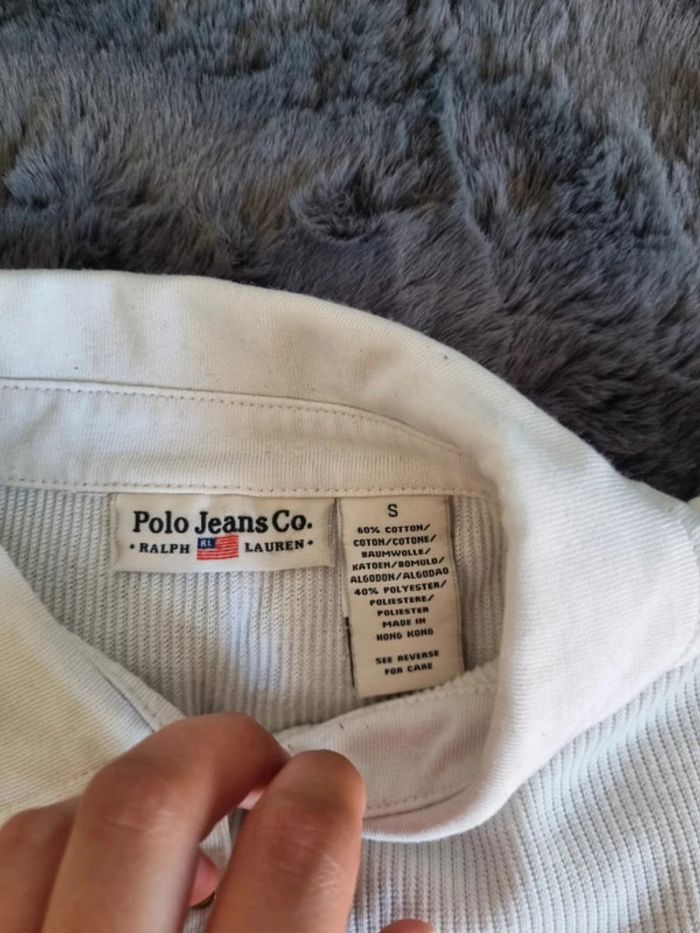 Polo Jeans Co.
• RALPH RL LAUREN •
S
60% COTTON/
COTON/COTONE/
BAUMWOLLE/
KATOEN/BOMULD/
ALGODON/ALGODAO
40% POLYESTER/
POLIESTERE/
POLIESTER
MADE IN
HONG KONG
SEE REVERSE
FOR CARE